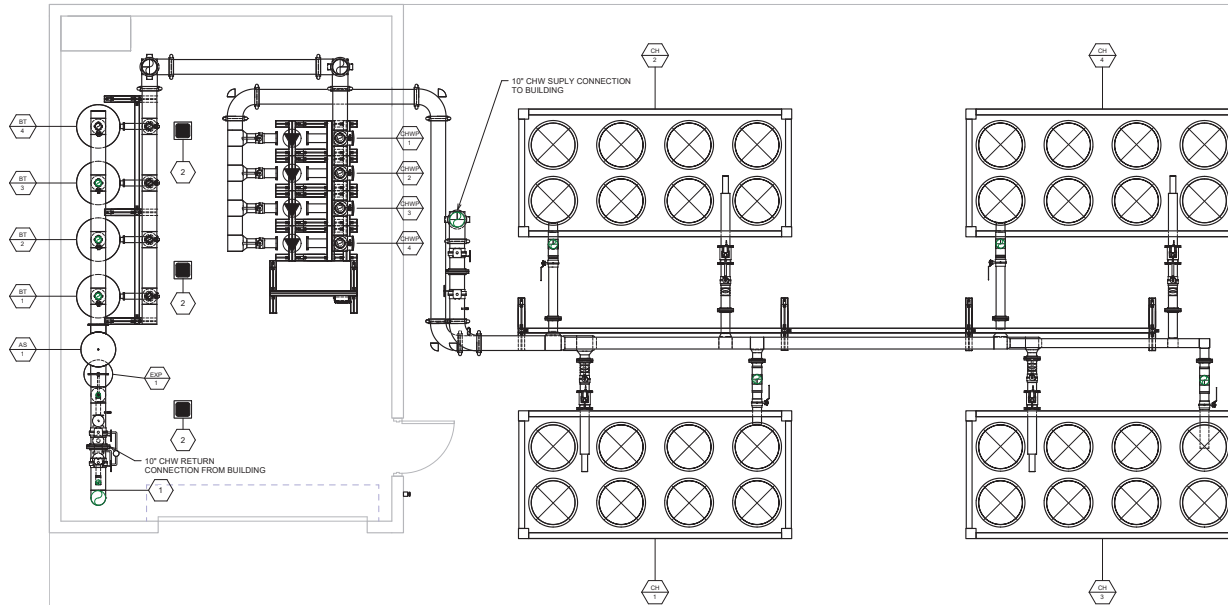 CH
2
CH
4
10" CHW SUPLY CONNECTION
TO BUILDING
BT
4
CHWP
1
2
CHWP
2
BT
3
CHWP
3
BT
2
CHWP
4
2
BT
1
AS
1
EXP
1
2
10" CHW RETURN
CONNECTION FROM BUILDING
1
CH
1
CH
3